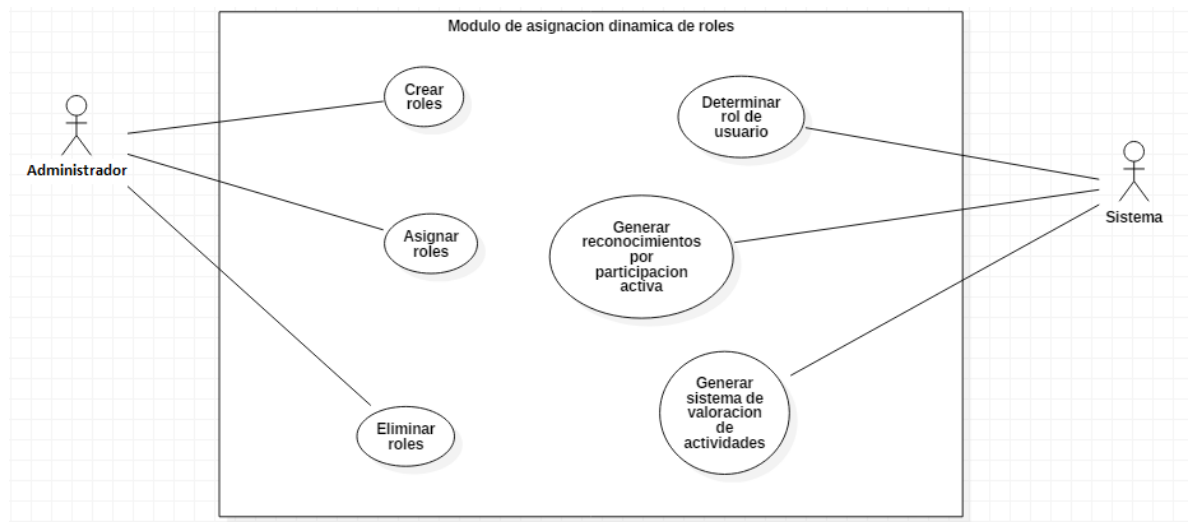 Modulo de asignacion dinamica de roles
Crear
roles
Determinar
rol de
usuario
Administrador
Sistema
Asignar
roles
Generar
reconocimientos
por
participacion
activa
Generar
sistema de
valoracion
de
actividades
Eliminar
roles